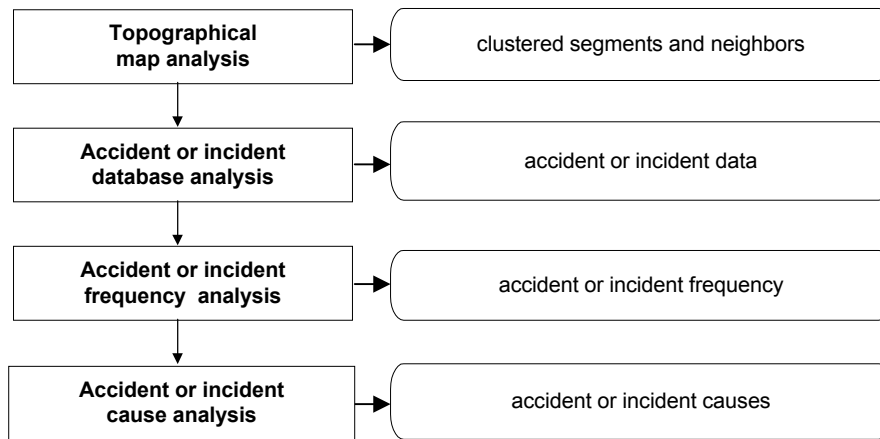 Topographical
map analysis
clustered segments and neighbors
Accident or incident
database analysis
accident or incident data
Accident or incident
frequency analysis
accident or incident frequency
Accident or incident
cause analysis
accident or incident causes